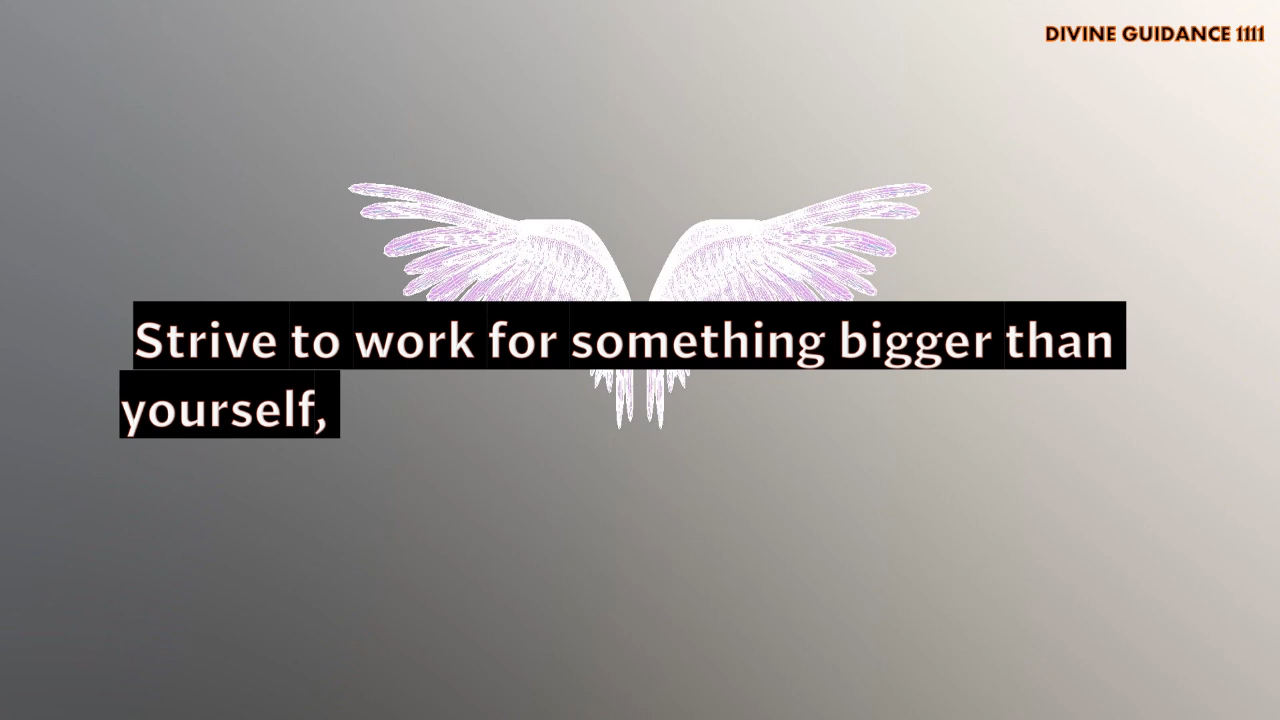 DIVINE GUIDANCE 1111
Strive to work for something bigger than
yourself,